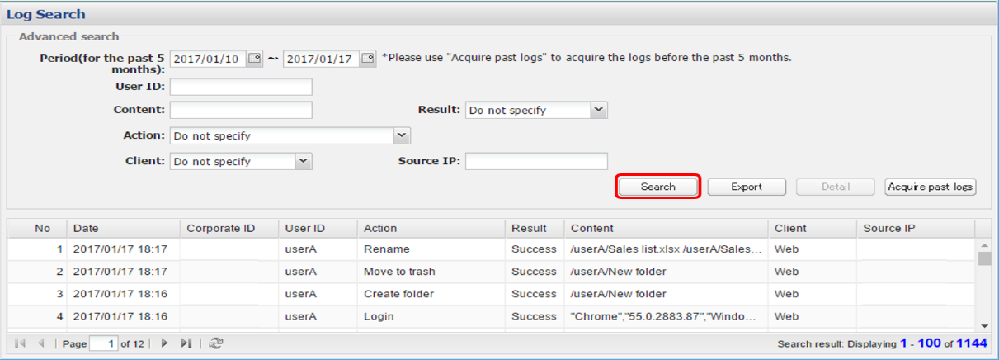 Log Search
Advanced search
Period(for the past 5 months): 2017/01/10 ~ 2017/01/17 *Please use "Acquire past logs" to acquire the logs before the past 5 months.
User ID:
Content: Result: Do not specify
Action: Do not specify
Client: Do not specify Source IP:
Search Export Detail Acquire past logs
No Date Corporate ID User ID Action Result Content Client Source IP
1 2017/01/17 18:17 userA Rename Success /userA/Sales list.xlsx /userA/Sales... Web
2 2017/01/17 18:17 userA Move to trash Success /userA/New folder Web
3 2017/01/17 18:16 userA Create folder Success /userA/New folder Web
4 2017/01/17 18:16 userA Login Success "Chrome","55.0.2883.87","Windo... Web
Page 1 of 12 Search result: Displaying 1 - 100 of 1144